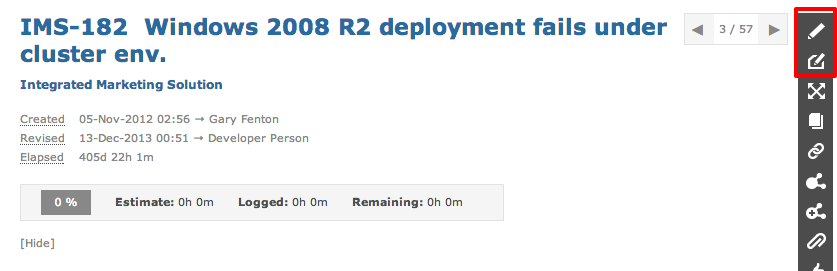 IMS-182 Windows 2008 R2 deployment fails under
cluster env.
3 / 57
Integrated Marketing Solution
Created 05-Nov-2012 02:56 → Gary Fenton
Revised 13-Dec-2013 00:51 → Developer Person
Elapsed 405d 22h 1m
0 % Estimate: 0h 0m Logged: 0h 0m Remaining: 0h 0m
[Hide]